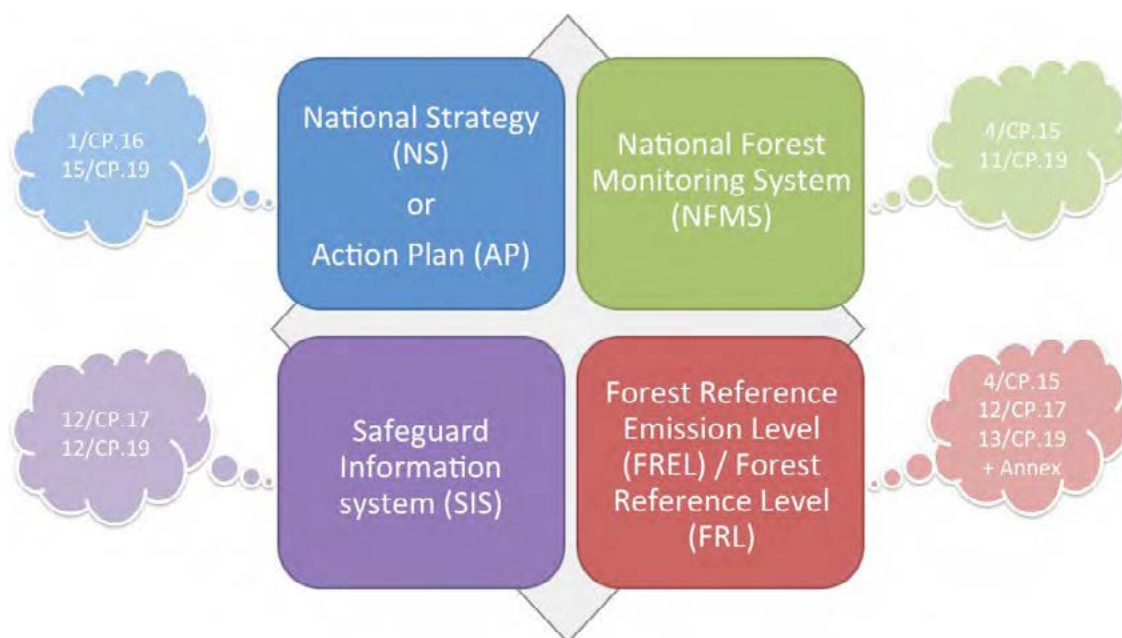 1/CP.16
15/CP.19
National Strategy
(NS)
or
Action Plan (AP)
National Forest
Monitoring System
(NFMS)
4/CP.15
11/CP.19
12/CP.17
12/CP.19
Safeguard
Information
system (SIS)
Forest Reference
Emission Level
(FREL) / Forest
Reference Level
(FRL)
4/CP.15
12/CP.17
13/CP.19
+ Annex